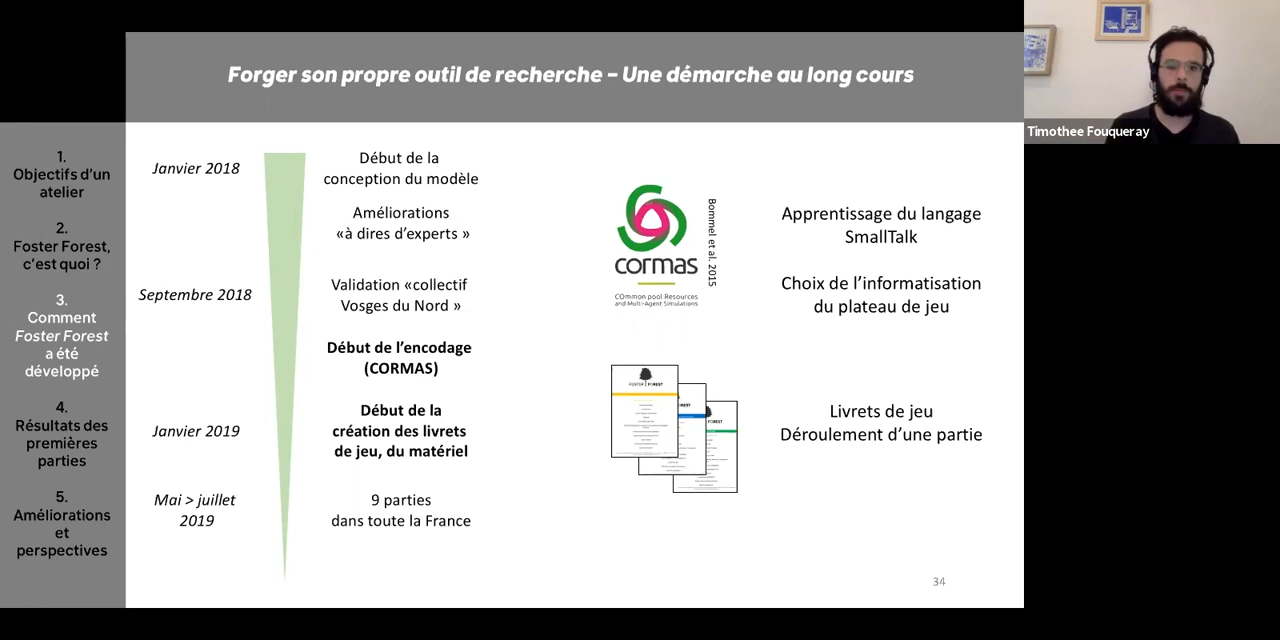 Forger son propre outil de recherche – Une démarche au long cours
Timothee Fouqueray
1.
Objectifs d'un
atelier
2.
Foster Forest,
c'est quoi ?
3.
Comment
Foster Forest
a été
développé
4.
Résultats des
premières
parties
5.
Améliorations
et
perspectives
Janvier 2018
Début de la
conception du modèle
Améliorations
«à dires d'experts »
Septembre 2018
Validation «collectif
Vosges du Nord »
Début de l'encodage
(CORMAS)
Janvier 2019
Début de la
création des livrets
de jeu, du matériel
Mai > juillet
2019
9 parties
dans toute la France
cormas
COmmon pool Resources
and Multi-Agent Simulations
Bommel et al. 2015
Apprentissage du langage
SmallTalk
Choix de l'informatisation
du plateau de jeu
FOSTER FOREST
Livrets de jeu
Déroulement d'une partie
34